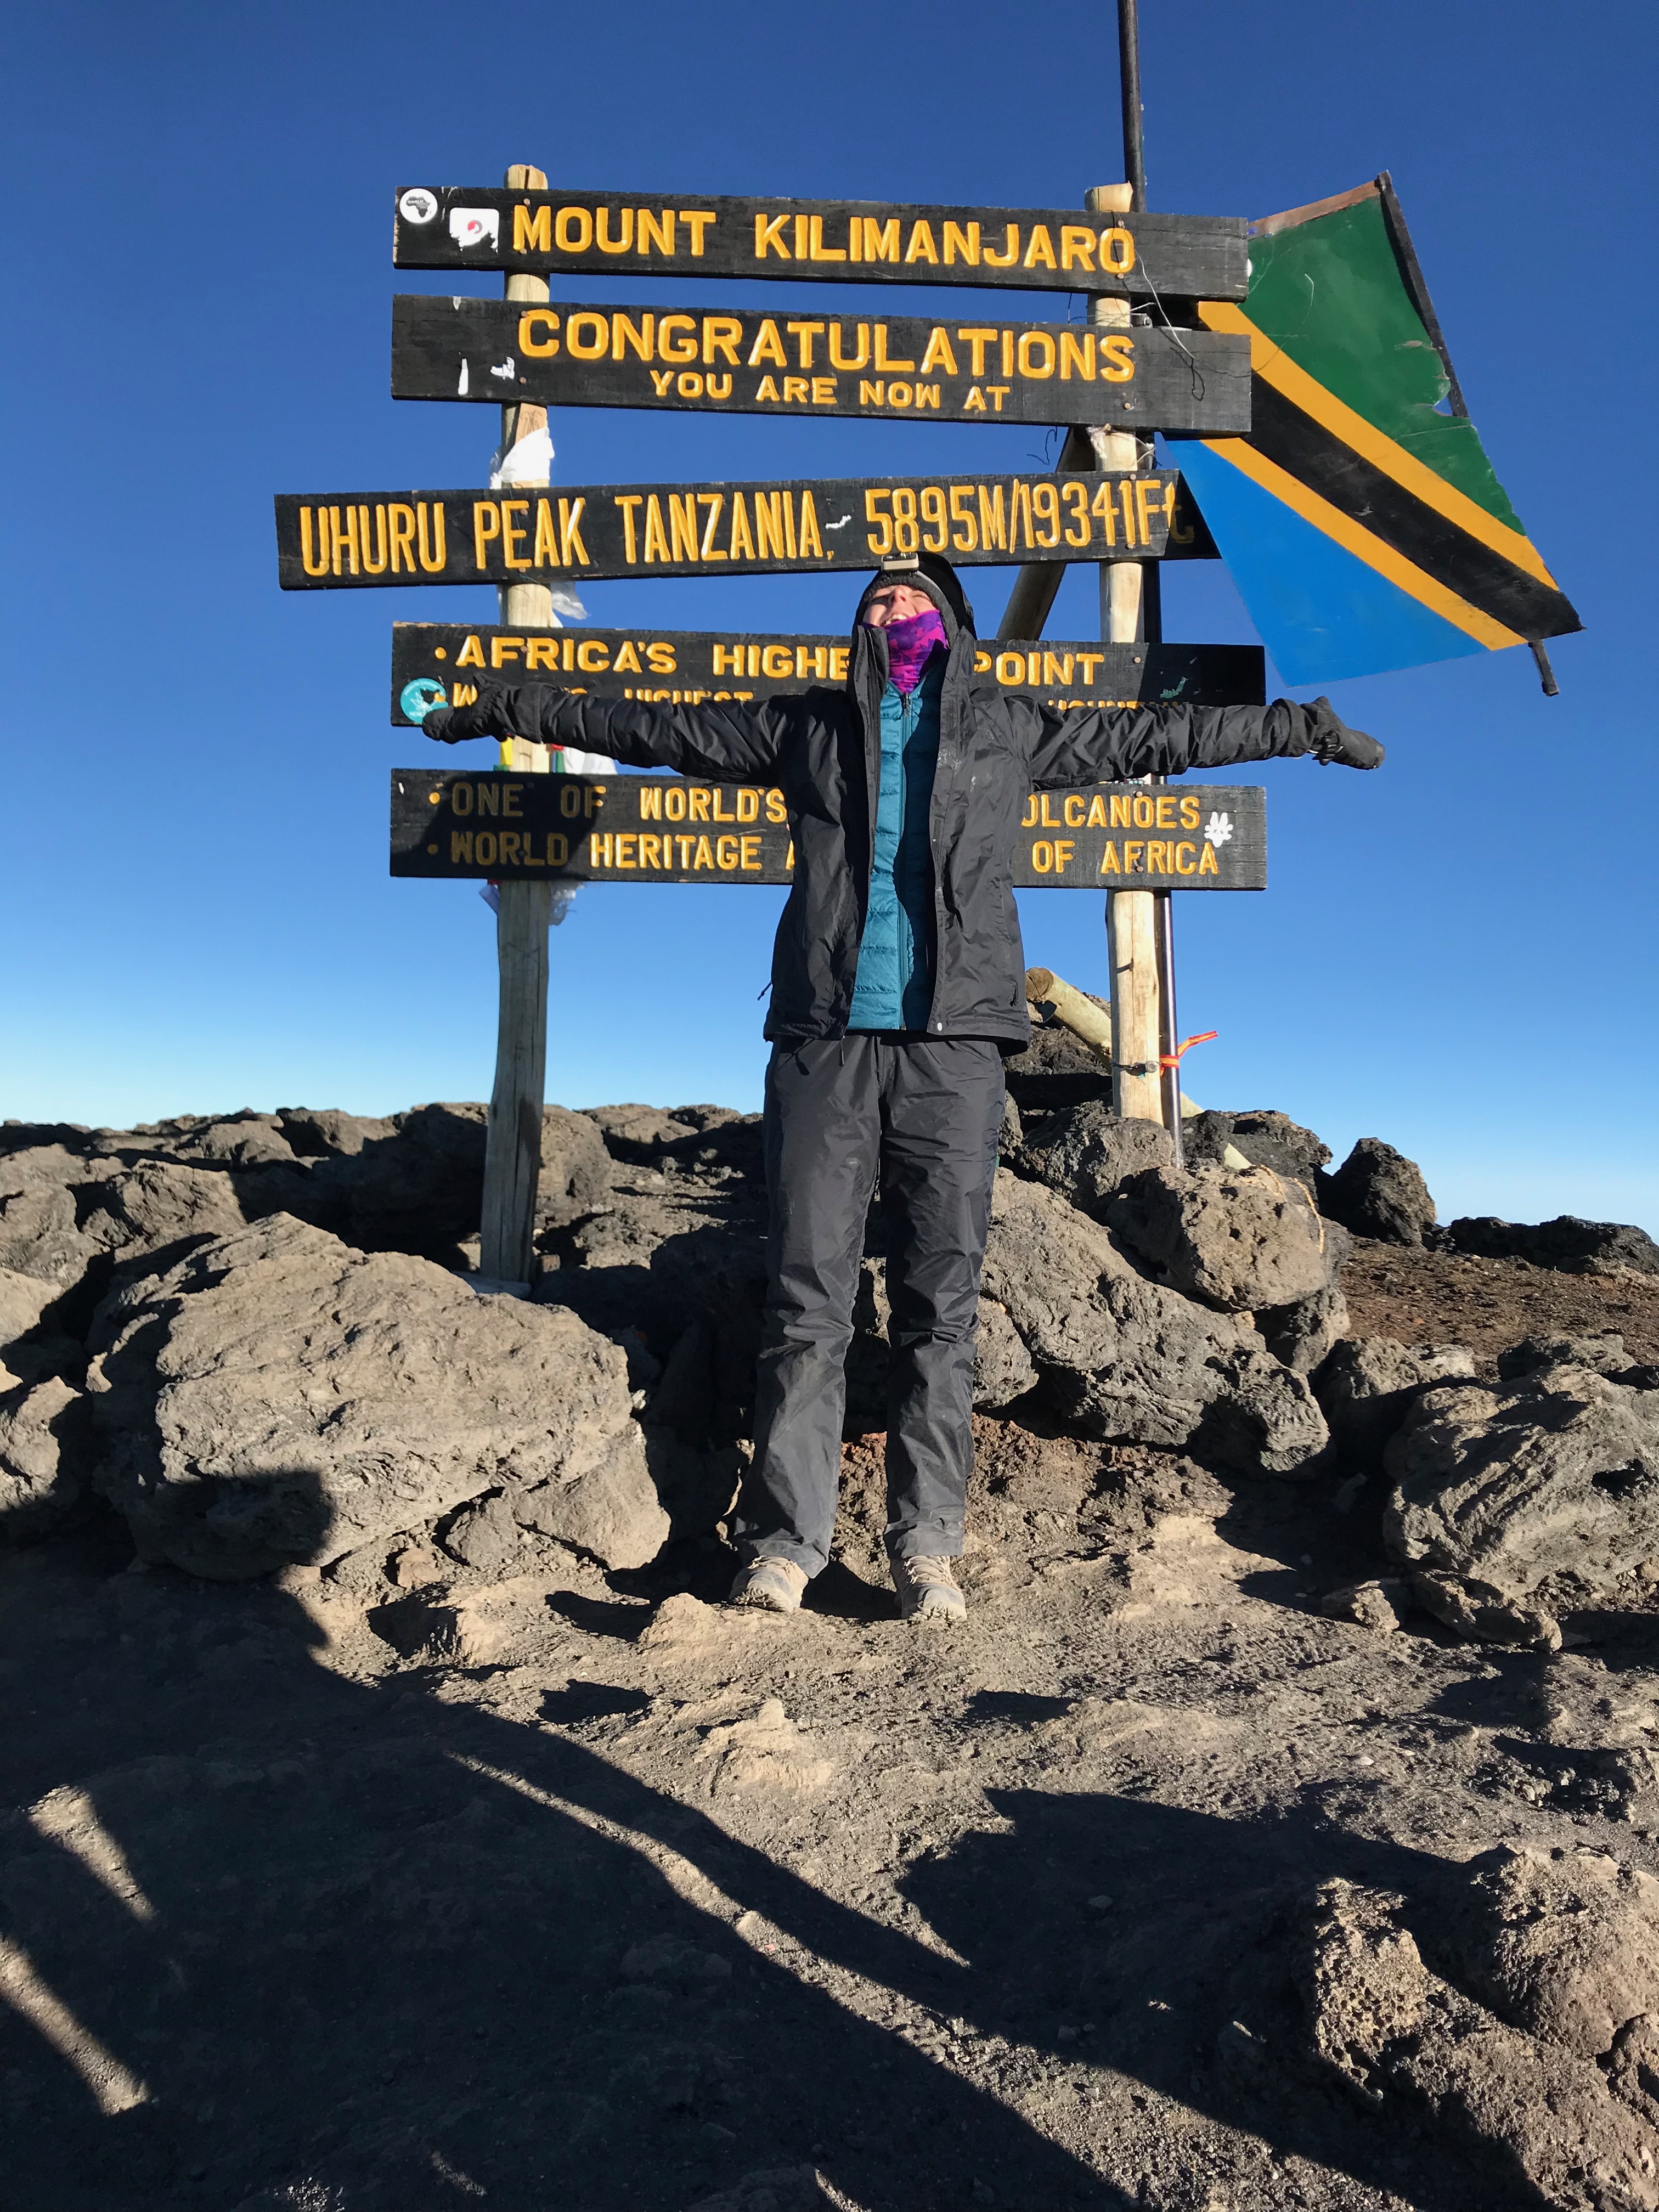 MOUNT KILIMANJARO
CONGRATULATIONS
YOU ARE NOW AT
UHURU PEAK TANZANIA, 5895M/19341Ft
• AFRICA'S HIGHE POINT
HIGHEST
• ONE OF WORLD'S OLCANOES
• WORLD HERITAGE OF AFRICA